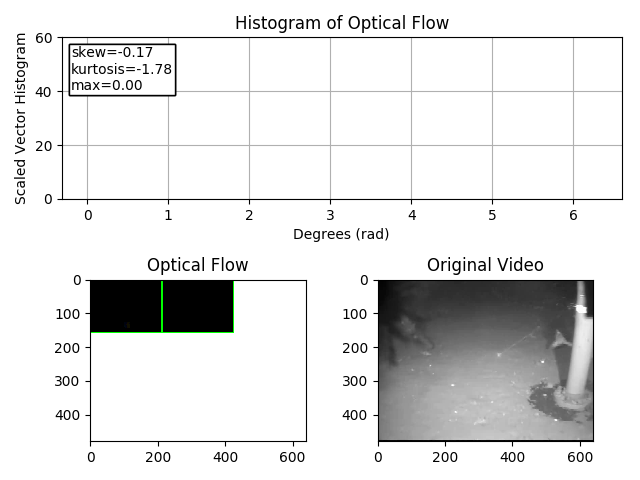 Histogram of Optical Flow
Scaled Vector Histogram
60
40
20
0
skew=-0.17
kurtosis=-1.78
max=0.00
0 1 2 3 4 5 6
Degrees (rad)
Optical Flow
0
100
200
300
400
0 200 400 600
Original Video
0
100
200
300
400
0 200 400 600